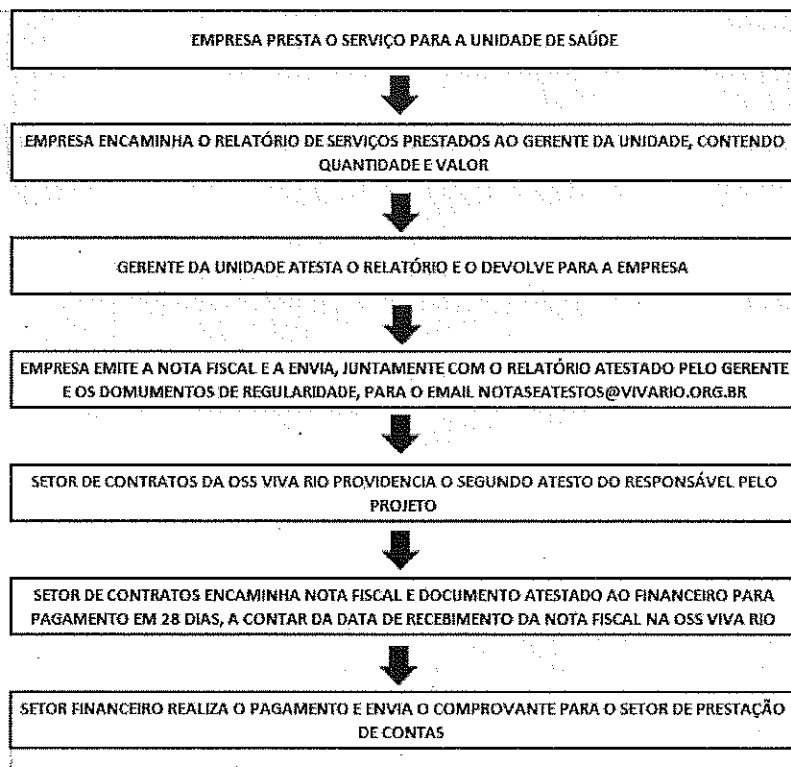 EMPRESA PRESTA O SERVIÇO PARA A UNIDADE DE SAÚDE
EMPRESA ENCAMINHA O RELATÓRIO DE SERVIÇOS PRESTADOS AO GERENTE DA UNIDADE, CONTENDO
QUANTIDADE E VALOR
GERENTE DA UNIDADE ATESTA O RELATÓRIO E O DEVOLVE PARA A EMPRESA
EMPRESA EMITE A NOTA FISCAL E A ENVIA, JUNTAMENTE COM O RELATÓRIO ATESTADO PELO GERENTE
E OS DOMUMENTOS DE REGULARIDADE, PARA O EMAIL NOTASEATESTOS@VIVARIO.ORG.BR
SETOR DE CONTRATOS DA OSS VIVA RIO PROVIDENCIA O SEGUNDO ATESTO DO RESPONSÁVEL PELO
PROJETO
SETOR DE CONTRATOS ENCAMINHA NOTA FISCAL E DOCUMENTO ATESTADO AO FINANCEIRO PARA
PAGAMENTO EM 28 DIAS, A CONTAR DA DATA DE RECEBIMENTO DA NOTA FISCAL NA OSS VIVA RIO
SETOR FINANCEIRO REALIZA O PAGAMENTO E ENVIA O COMPROVANTE PARA O SETOR DE PRESTAÇÃO
DE CONTAS